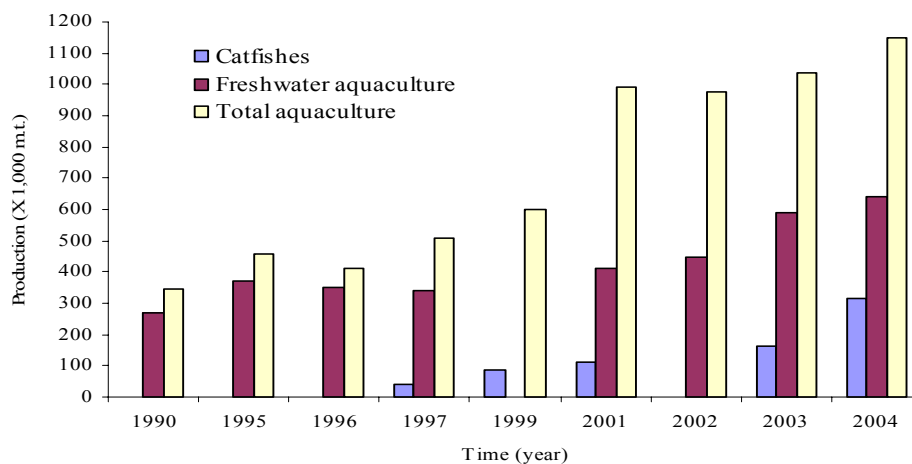 1200
1100
1000
900
800
700
600
500
400
300
200
100
0
Production (X1,000 m.t.)
Catfishes
Freshwater aquaculture
Total aquaculture
1990 1995 1996 1997 1999 2001 2002 2003 2004
Time (year)